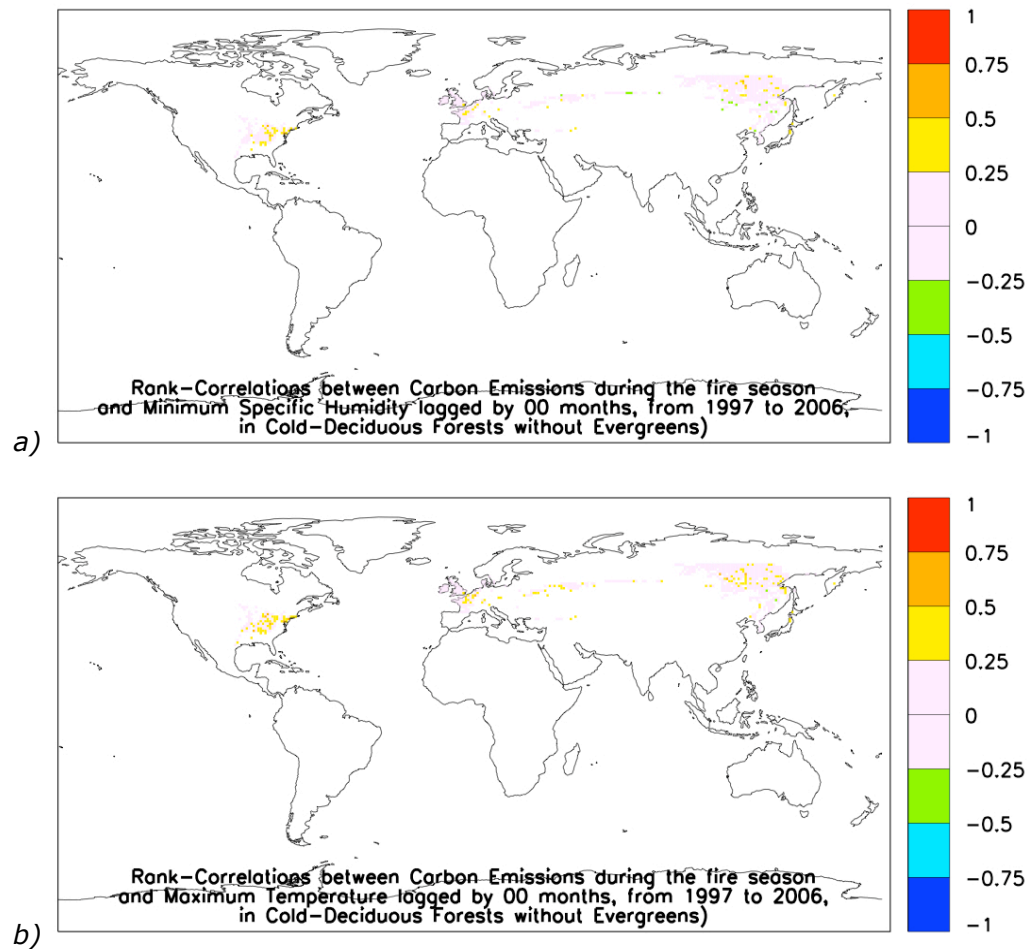 1
0.75
0.5
0.25
0
-0.25
-0.5
-0.75
-1
Rank-Correlations between Carbon Emissions during the fire season
and Minimum Specific Humidity lagged by 00 months, from 1997 to 2006,
in Cold-Deciduous Forests without Evergreens)
a)
1
0.75
0.5
0.25
0
-0.25
-0.5
-0.75
-1
Rank-Correlations between Carbon Emissions during the fire season
and Maximum Temperature lagged by 00 months, from 1997 to 2006,
in Cold-Deciduous Forests without Evergreens)
b)